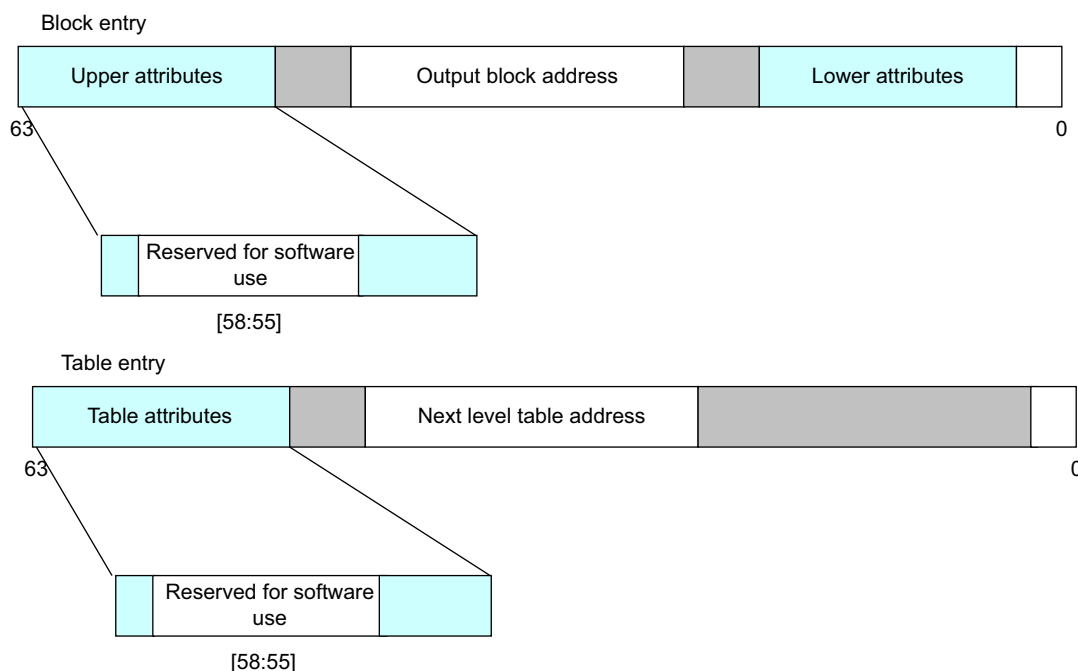 Block entry
Upper attributes
Output block address
Lower attributes
63
0
Reserved for software
use
[58:55]
Table entry
Table attributes
Next level table address
63
0
Reserved for software
use
[58:55]